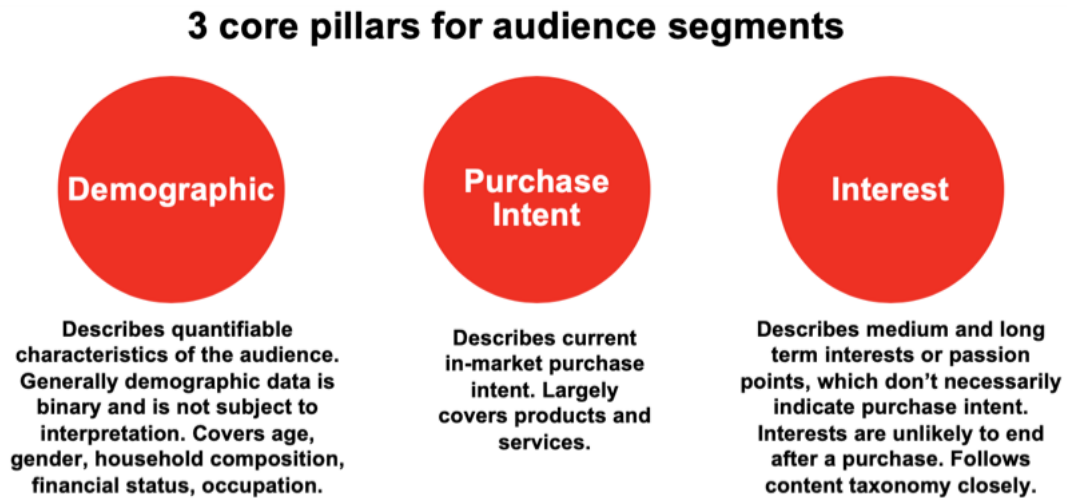 3 core pillars for audience segments
Demographic
Describes quantifiable
characteristics of the audience.
Generally demographic data is
binary and is not subject to
interpretation. Covers age,
gender, household composition,
financial status, occupation.
Purchase
Intent
Describes current
in-market purchase
intent. Largely
covers products and
services.
Interest
Describes medium and long
term interests or passion
points, which don’t necessarily
indicate purchase intent.
Interests are unlikely to end
after a purchase. Follows
content taxonomy closely.